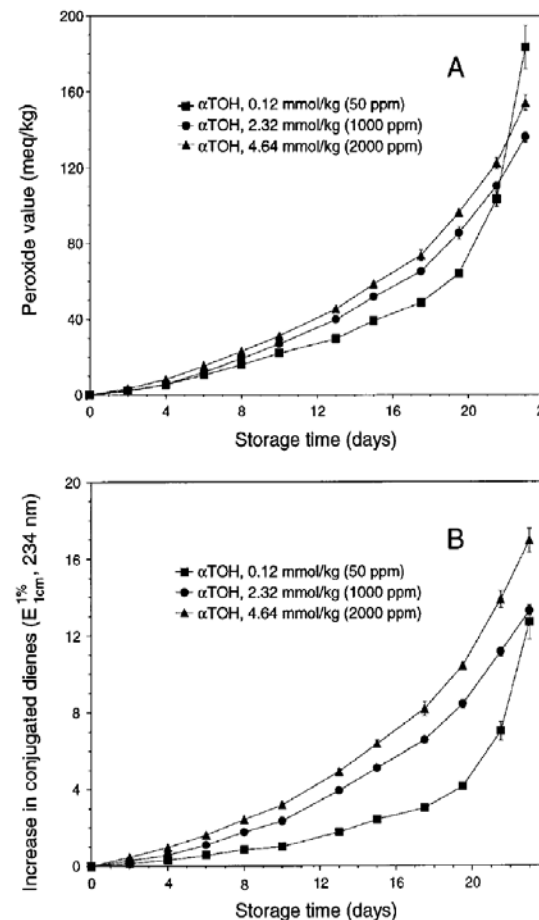 200
160
120
80
40
0
Peroxide value (meq/kg)
A
αTOH, 0.12 mmol/kg (50 ppm)
αTOH, 2.32 mmol/kg (1000 ppm)
αTOH, 4.64 mmol/kg (2000 ppm)
0 4 8 12 16 20
Storage time (days)
20
16
12
8
4
0
Increase in conjugated dienes (E 1% 1cm, 234 nm)
B
αTOH, 0.12 mmol/kg (50 ppm)
αTOH, 2.32 mmol/kg (1000 ppm)
αTOH, 4.64 mmol/kg (2000 ppm)
0 4 8 12 16 20
Storage time (days)